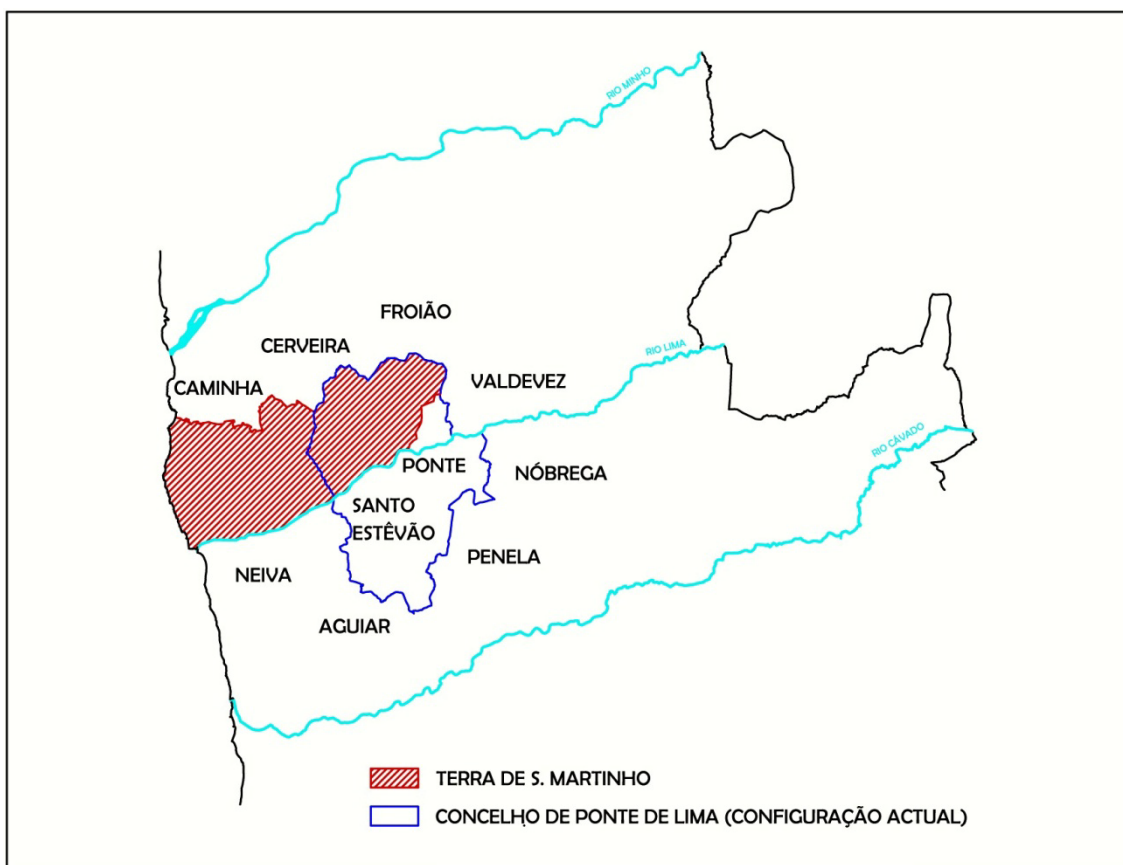 RIO MINHO
FROIÃO
CERVEIRA
RIO LIMA
CAMINHA
VALDEVEZ
RIO CÁVADO
PONTE
NÓBREGA
SANTO
ESTÊVÃO
PENELA
NEIVA
AGUIAR
TERRA DE S. MARTINHO
CONCELHO DE PONTE DE LIMA (CONFIGURAÇÃO ACTUAL)